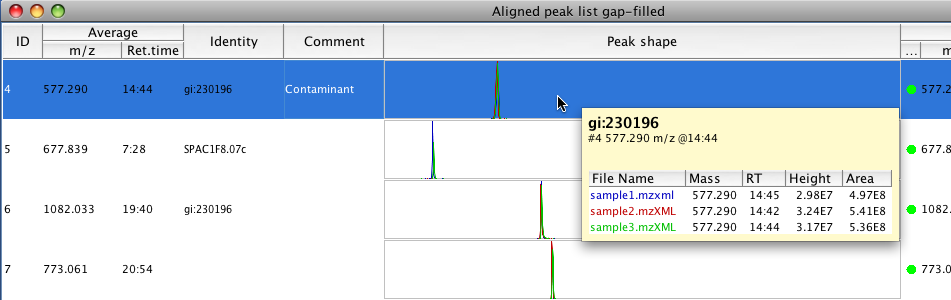 Aligned peak list gap-filled
ID Average Identity Comment Peak shape
m/z Ret.time ... m
4 577.290 14:44 gi:230196 Contaminant 577.2
gi:230196
#4 577.290 m/z @14:44
5 677.839 7:28 SPAC1F8.07c 677.8
File Name Mass RT Height Area
sample1.mzxml 577.290 14:45 2.98E7 4.97E8
6 1082.033 19:40 gi:230196 1082.
sample2.mzXML 577.290 14:42 3.24E7 5.41E8
sample3.mzXML 577.290 14:44 3.17E7 5.36E8
7 773.061 20:54 773.0